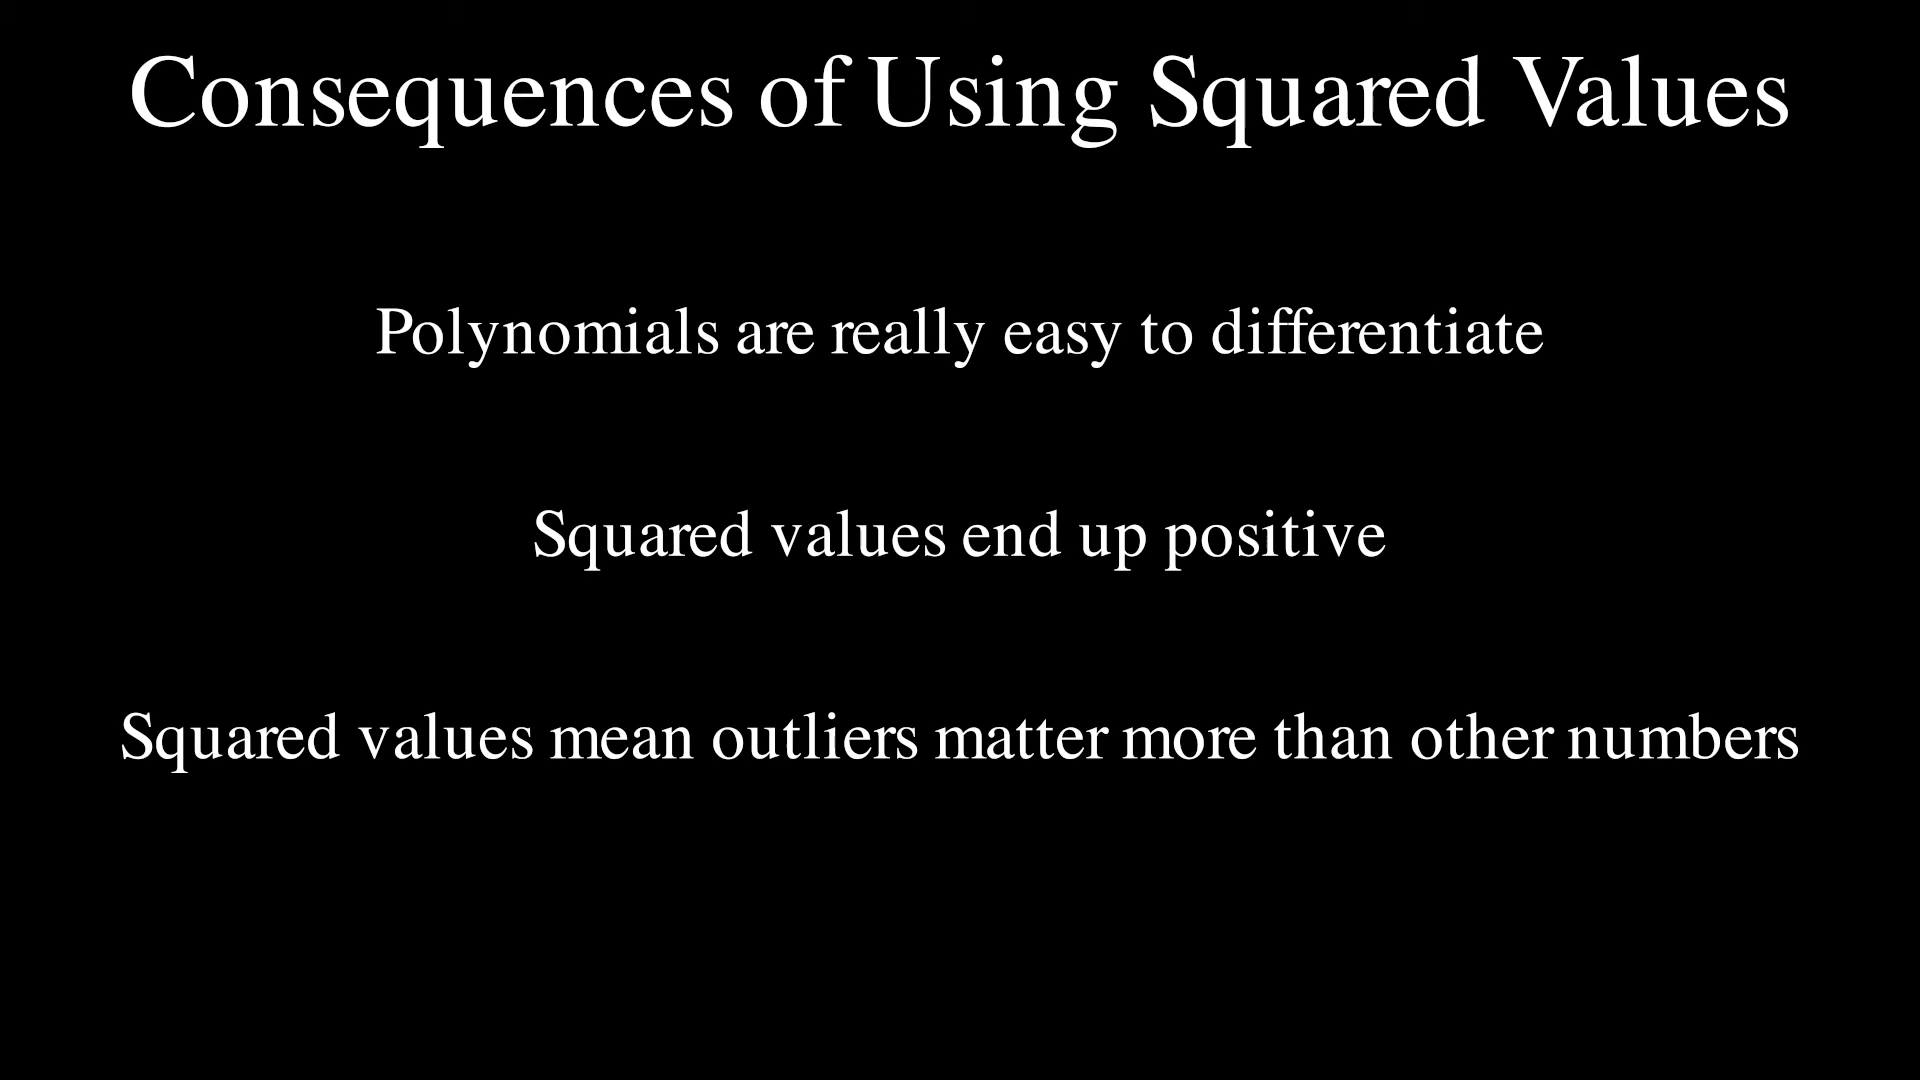 Consequences of Using Squared Values
Polynomials are really easy to differentiate
Squared values end up positive
Squared values mean outliers matter more than other numbers